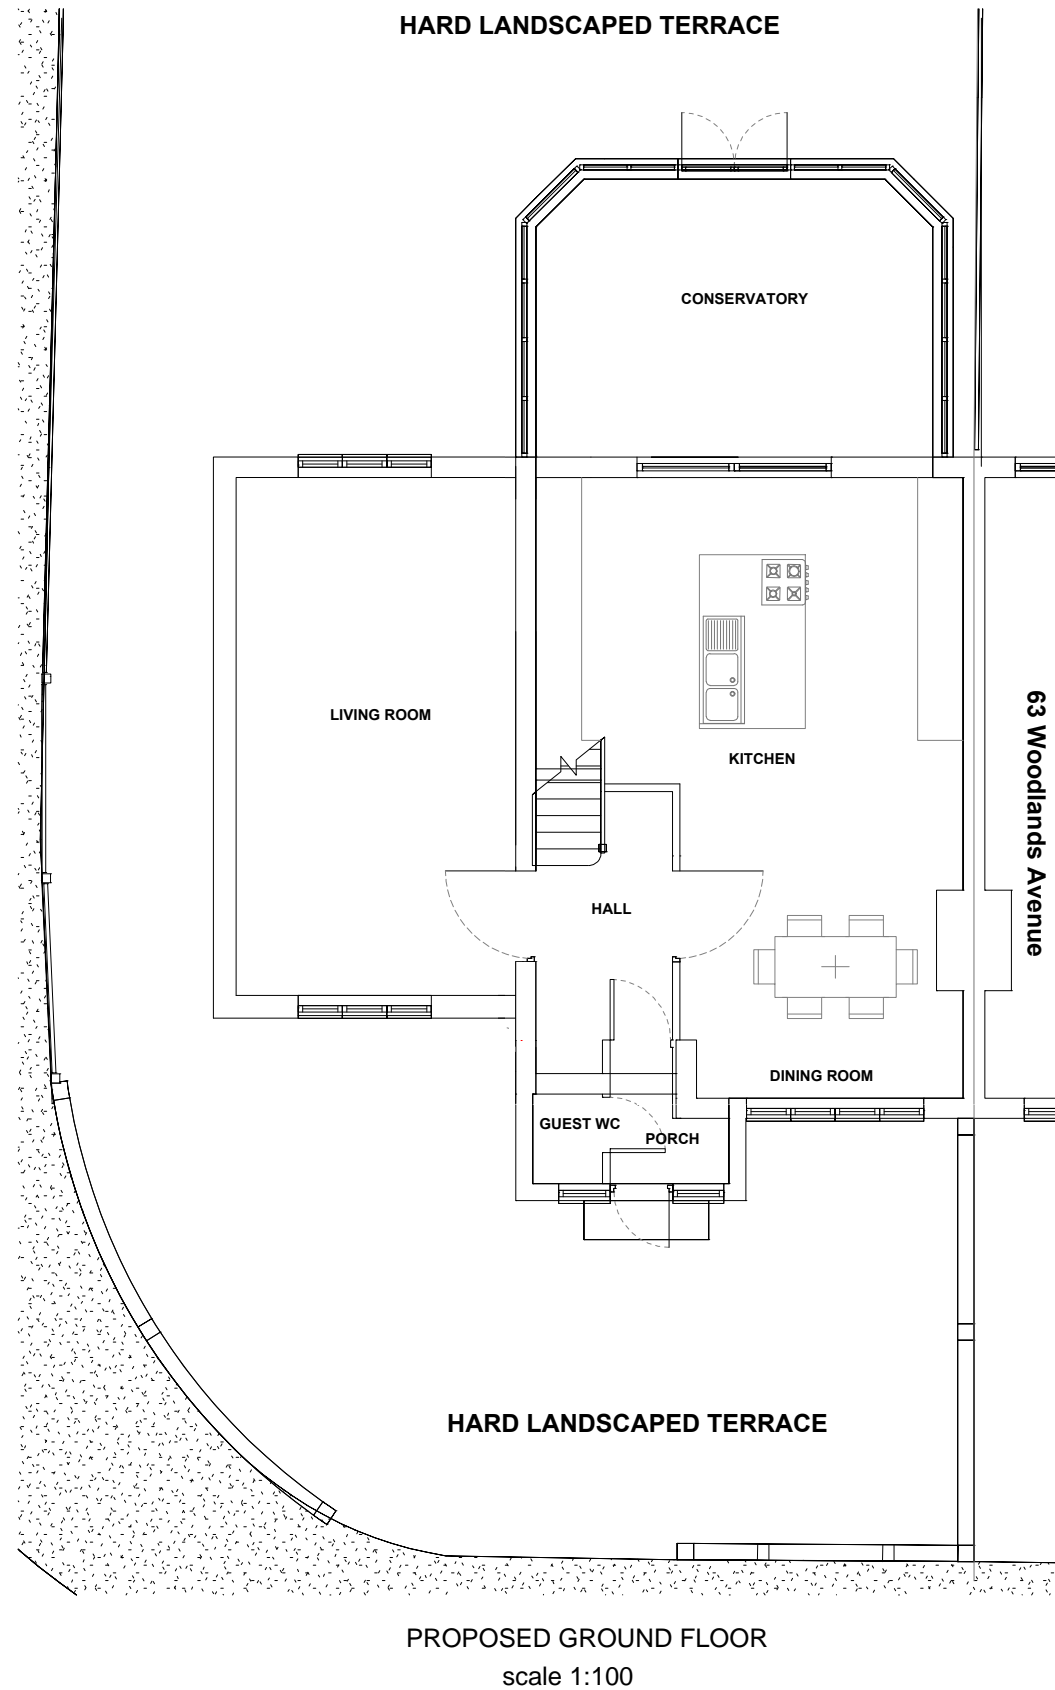 HARD LANDSCAPED TERRACE
CONSERVATORY
LIVING ROOM
63 Woodlands Avenue
KITCHEN
HALL
DINING ROOM
GUEST WC
PORCH
HARD LANDSCAPED TERRACE
PROPOSED GROUND FLOOR
scale 1:100